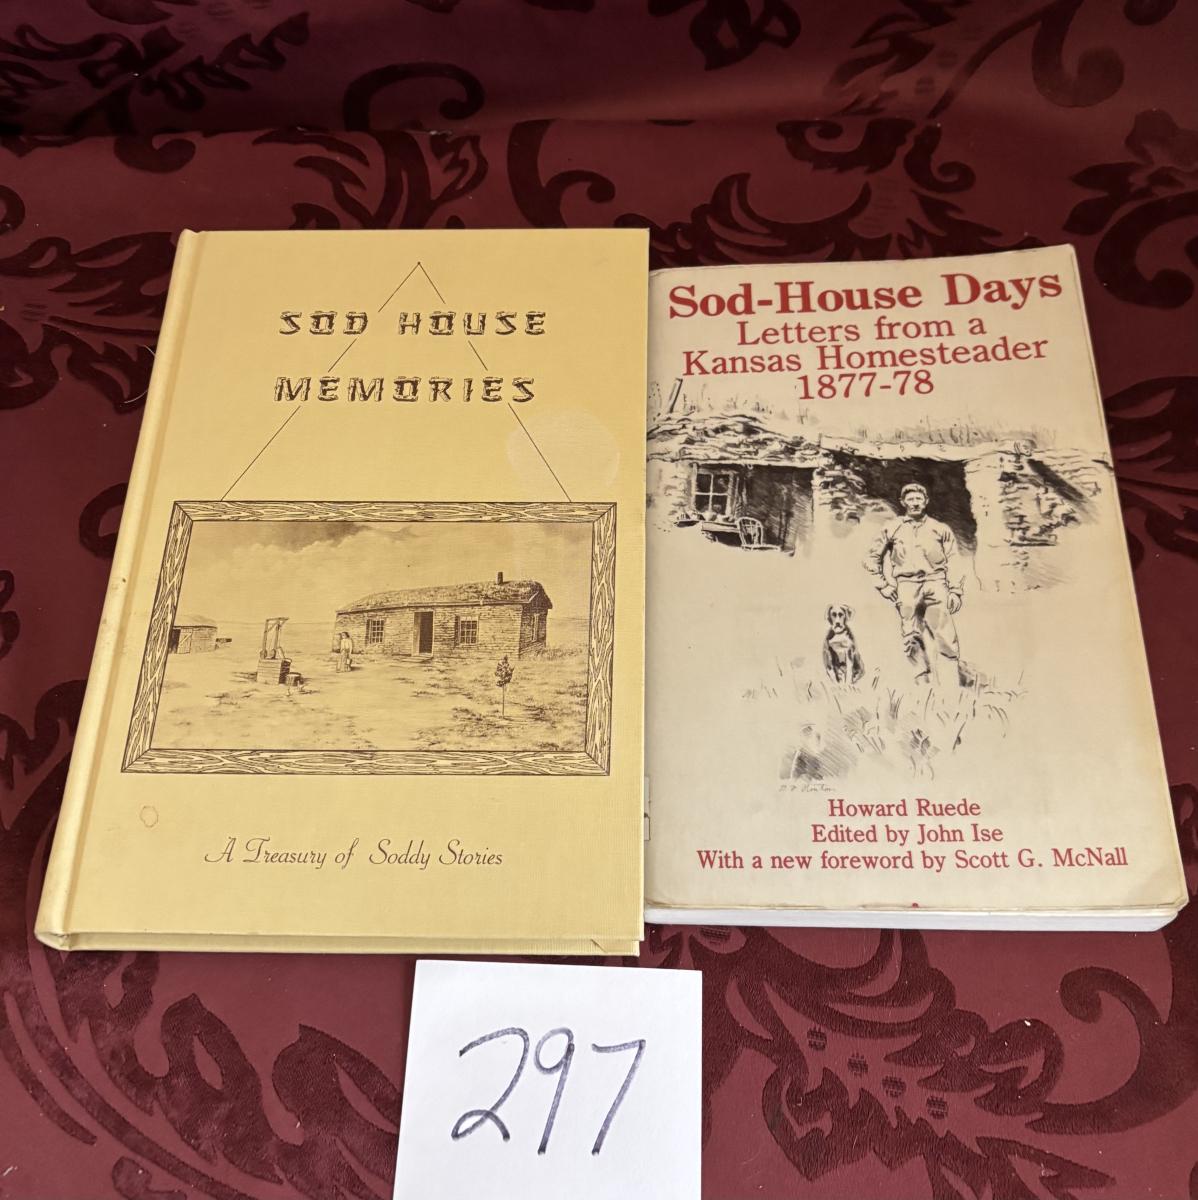 SOD HOUSE
MEMORIES
A Treasury of Soddy Stories
Sod-House Days
Letters from a
Kansas Homesteader
1877-78
Howard Ruede
Edited by John Ise
With a new foreword by Scott G. McNall
297